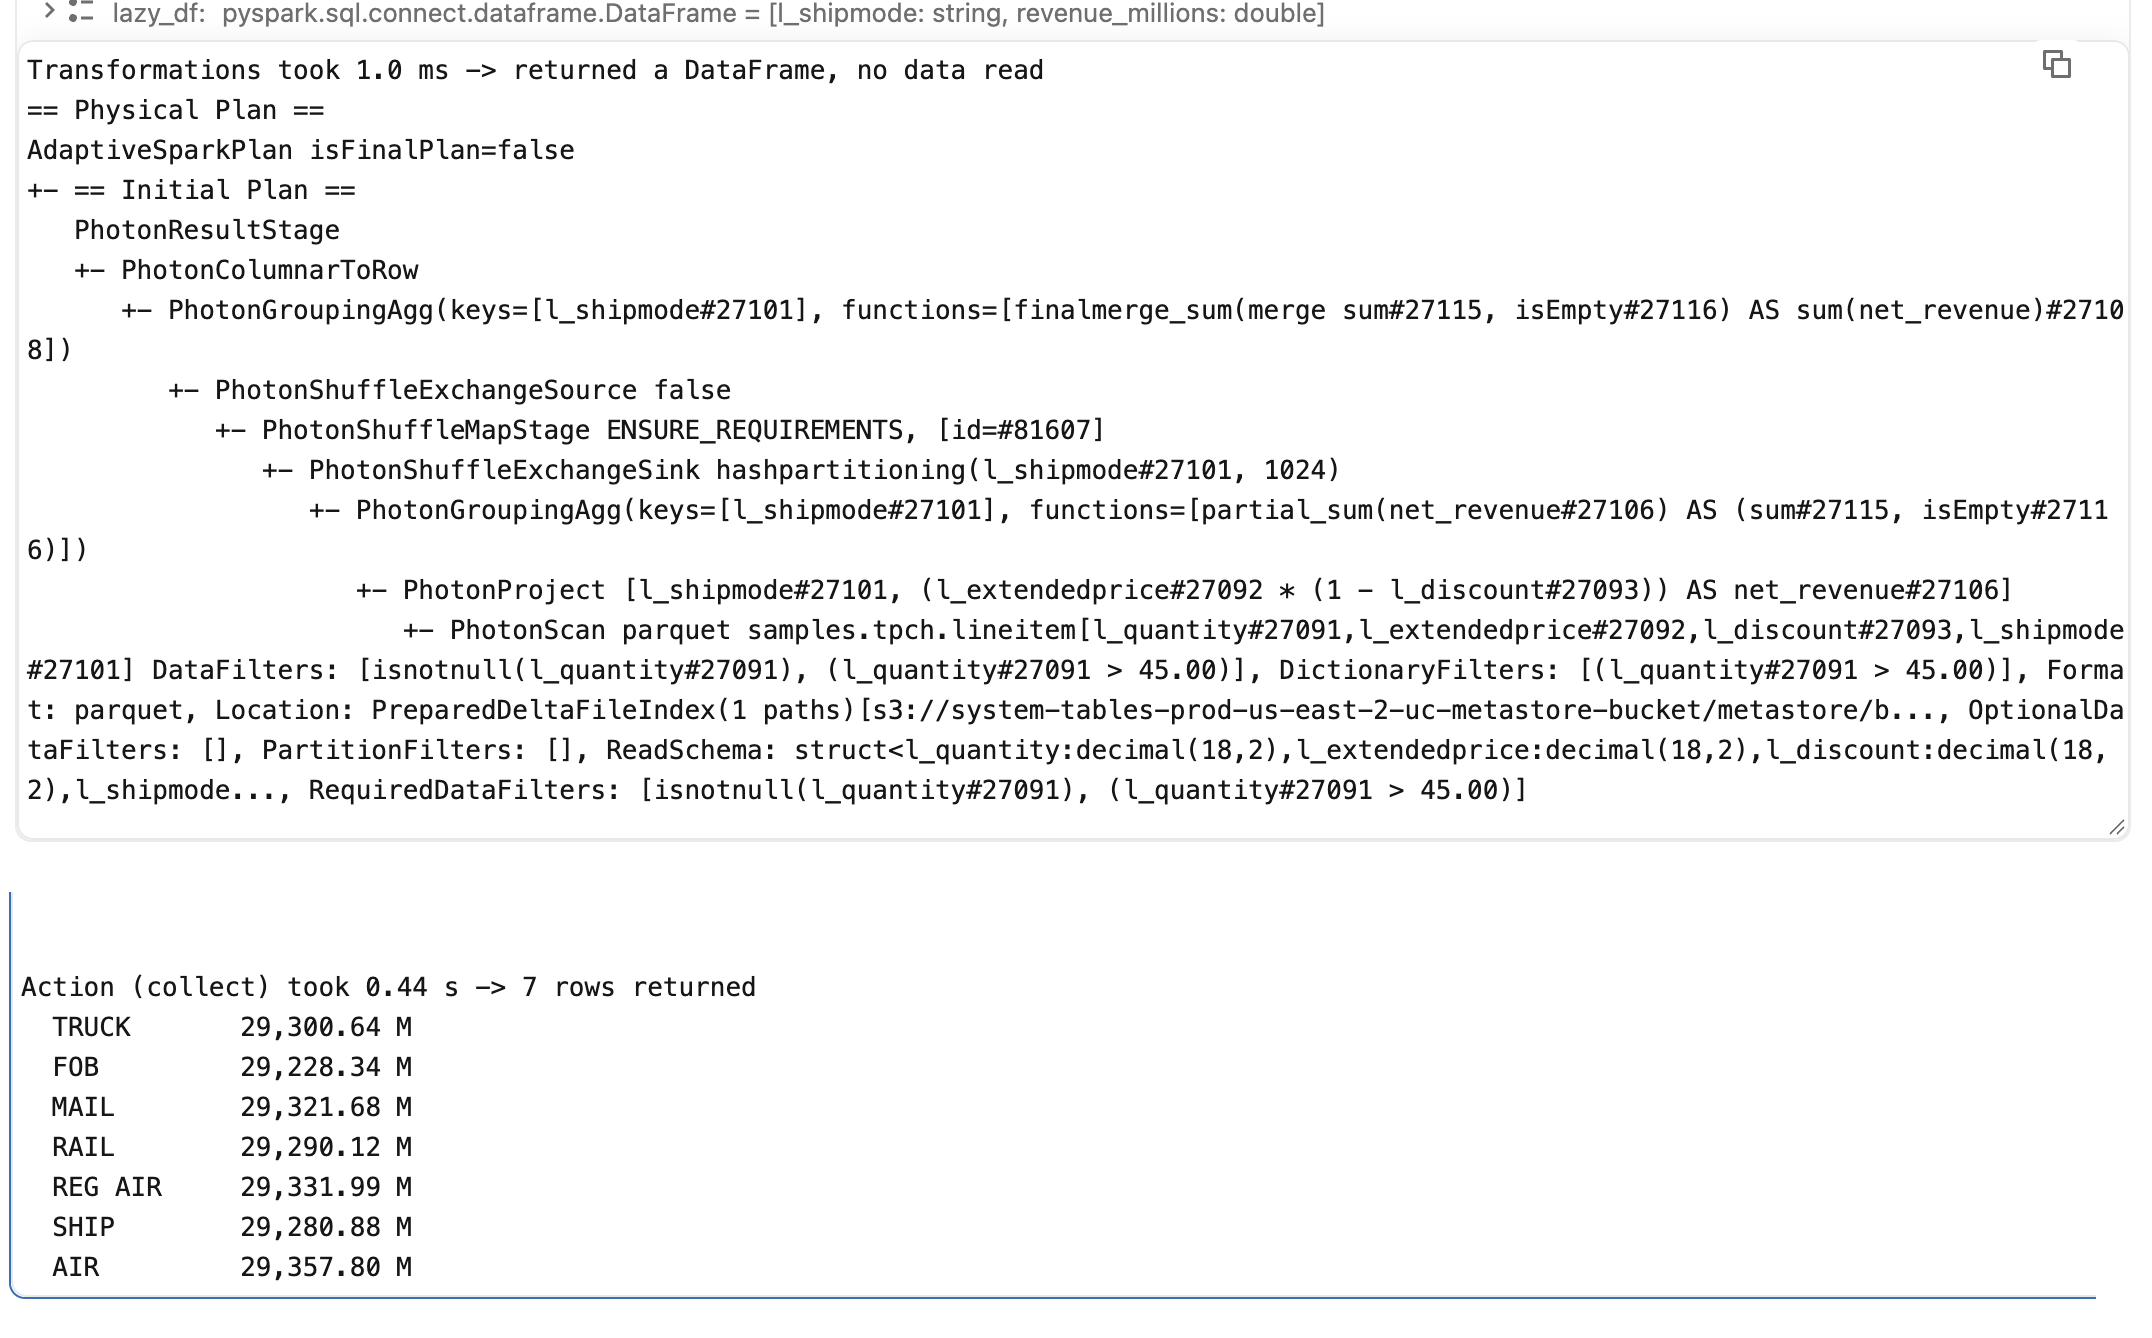 lazy_df: pyspark.sql.connect.dataframe.DataFrame = [l_shipmode: string, revenue_millions: double]
Transformations took 1.0 ms —> returned a DataFrame, no data read
== Physical Plan ==
AdaptiveSparkPlan isFinalPlan=false
+- == Initial Plan ==
   PhotonResultStage
   +- PhotonColumnarToRow
      +- PhotonGroupingAgg(keys=[l_shipmode#27101], functions=[finalmerge_sum(merge sum#27115, isEmpty#27116) AS sum(net_revenue)#2710
8])
         +- PhotonShuffleExchangeSource false
            +- PhotonShuffleMapStage ENSURE_REQUIREMENTS, [id=#81607]
               +- PhotonShuffleExchangeSink hashpartitioning(l_shipmode#27101, 1024)
                  +- PhotonGroupingAgg(keys=[l_shipmode#27101], functions=[partial_sum(net_revenue#27106) AS (sum#27115, isEmpty#2711
6)])
                     +- PhotonProject [l_shipmode#27101, (l_extendedprice#27092 * (1 - l_discount#27093)) AS net_revenue#27106]
                        +- PhotonScan parquet samples.tpch.lineitem[l_quantity#27091,l_extendedprice#27092,l_discount#27093,l_shipmode
#27101] DataFilters: [isnotnull(l_quantity#27091), (l_quantity#27091 > 45.00)], DictionaryFilters: [(l_quantity#27091 > 45.00)], Forma
t: parquet, Location: PreparedDeltaFileIndex(1 paths)[s3://system-tables-prod-us-east-2-uc-metastore-bucket/metastore/b..., OptionalDa
taFilters: [], PartitionFilters: [], ReadSchema: struct<l_quantity:decimal(18,2),l_extendedprice:decimal(18,2),l_discount:decimal(18,
2),l_shipmode..., RequiredDataFilters: [isnotnull(l_quantity#27091), (l_quantity#27091 > 45.00)]
Action (collect) took 0.44 s —> 7 rows returned
  TRUCK       29,300.64 M
  FOB         29,228.34 M
  MAIL        29,321.68 M
  RAIL        29,290.12 M
  REG AIR     29,331.99 M
  SHIP        29,280.88 M
  AIR         29,357.80 M